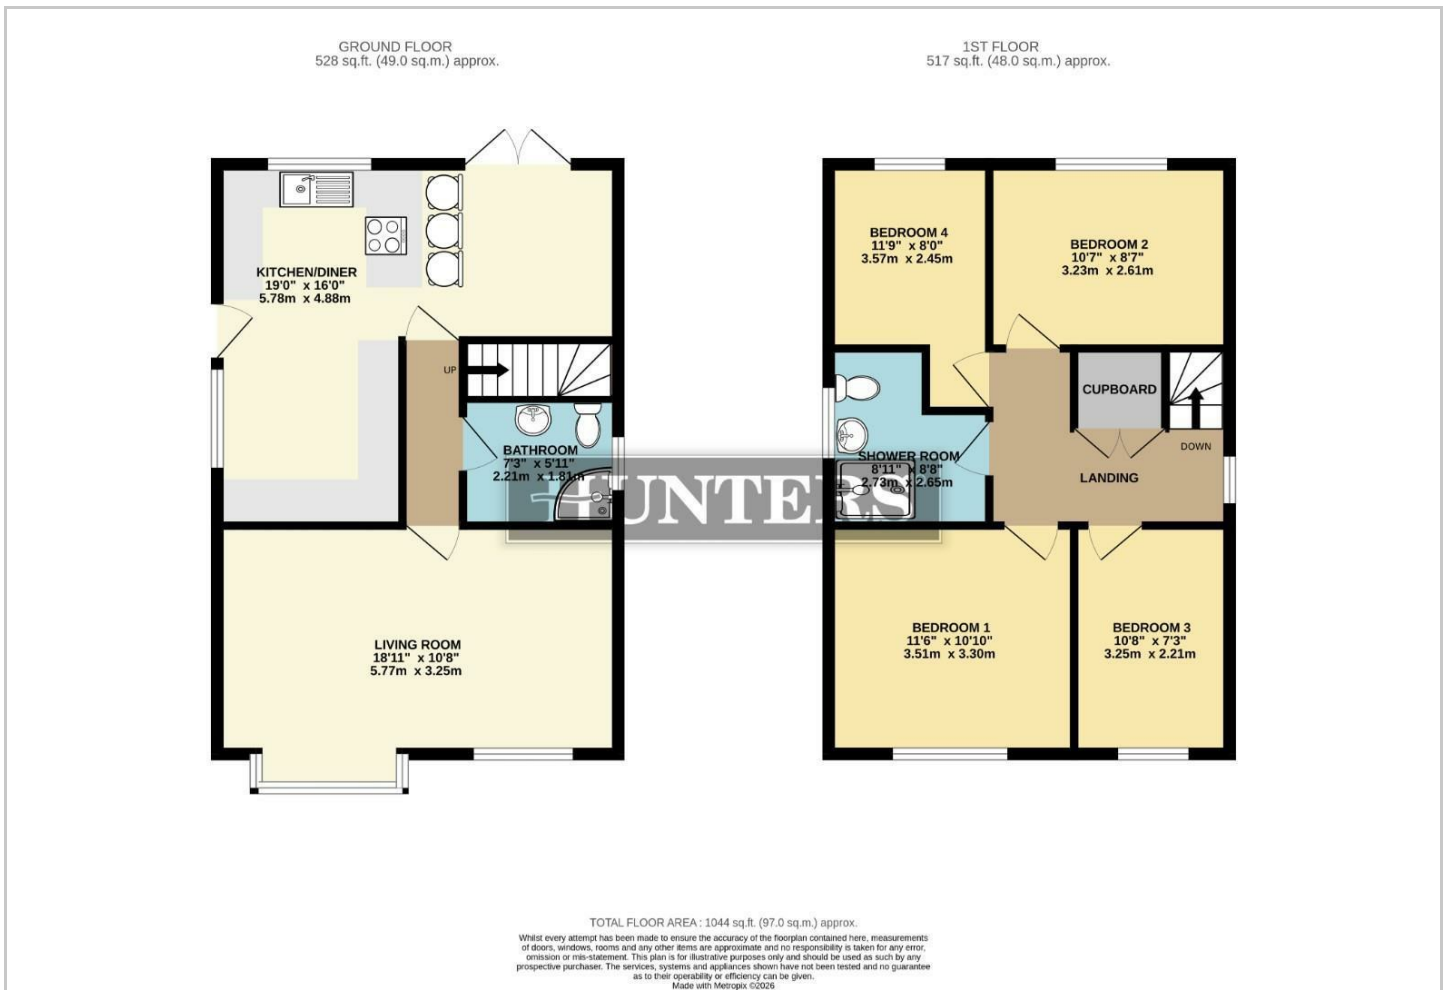 GROUND FLOOR
528 sq.ft. (49.0 sq.m.) approx.
1ST FLOOR
517 sq.ft. (48.0 sq.m.) approx.
KITCHEN/DINER
19'0" x 16'0"
5.78m x 4.88m
UP
BATHROOM
7'3" x 5'11"
2.21m x 1.81m
LIVING ROOM
18'11" x 10'8"
5.77m x 3.25m
BEDROOM 4
11'9" x 8'0"
3.57m x 2.45m
BEDROOM 2
10'7" x 8'7"
3.23m x 2.61m
CUPBOARD
DOWN
SHOWER ROOM
8'11" x 8'8"
2.73m x 2.65m
LANDING
BEDROOM 1
11'6" x 10'10"
3.51m x 3.30m
BEDROOM 3
10'8" x 7'3"
3.25m x 2.21m
HUNTERS
TOTAL FLOOR AREA : 1044 sq.ft. (97.0 sq.m.) approx.
Whilst every attempt has been made to ensure the accuracy of the floorplan contained here, measurements
of doors, windows, rooms and any other items are approximate and no responsibility is taken for any error,
omission or mis-statement. This plan is for illustrative purposes only and should be used as such by any
prospective purchaser. The services, systems and appliances shown have not been tested and no guarantee
as to their operability or efficiency can be given.
Made with Metropix ©2026